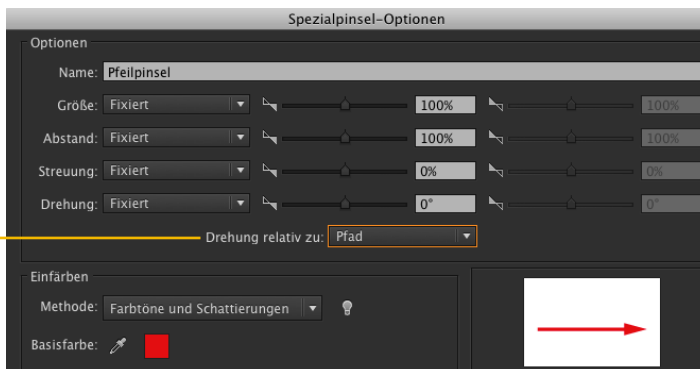 Spezialpinsel-Optionen
Optionen
Name: Pfeilpinsel
Größe: Fixiert 100% 100%
Abstand: Fixiert 100% 100%
Streuung: Fixiert 0% 0%
Drehung: Fixiert 0° 0°
Drehung relativ zu: Pfad
Einfärben
Methode: Farbtöne und Schattierungen
Basisfarbe: